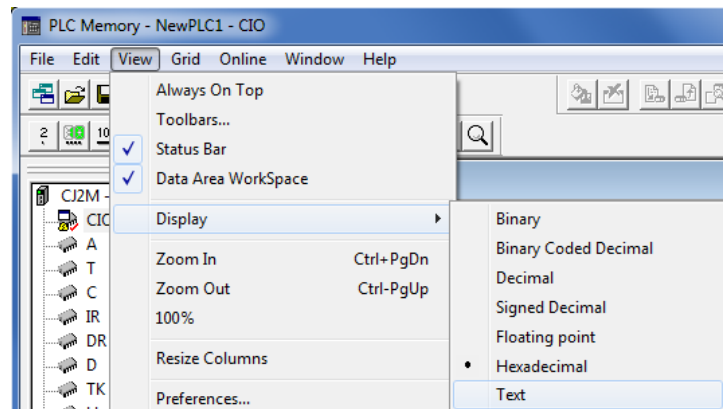 PLC Memory - NewPLC1 - CIO
File Edit View Grid Online Window Help
Always On Top
Toolbars...
2 10
Status Bar
Data Area WorkSpace
CJ2M -
CIO
Display
Binary
A
Binary Coded Decimal
Zoom In Ctrl+PgDn
T
Decimal
Zoom Out Ctrl-PgUp
C
Signed Decimal
100%
IR
Floating point
DR
Resize Columns
D
Hexadecimal
TK
Preferences...
Text